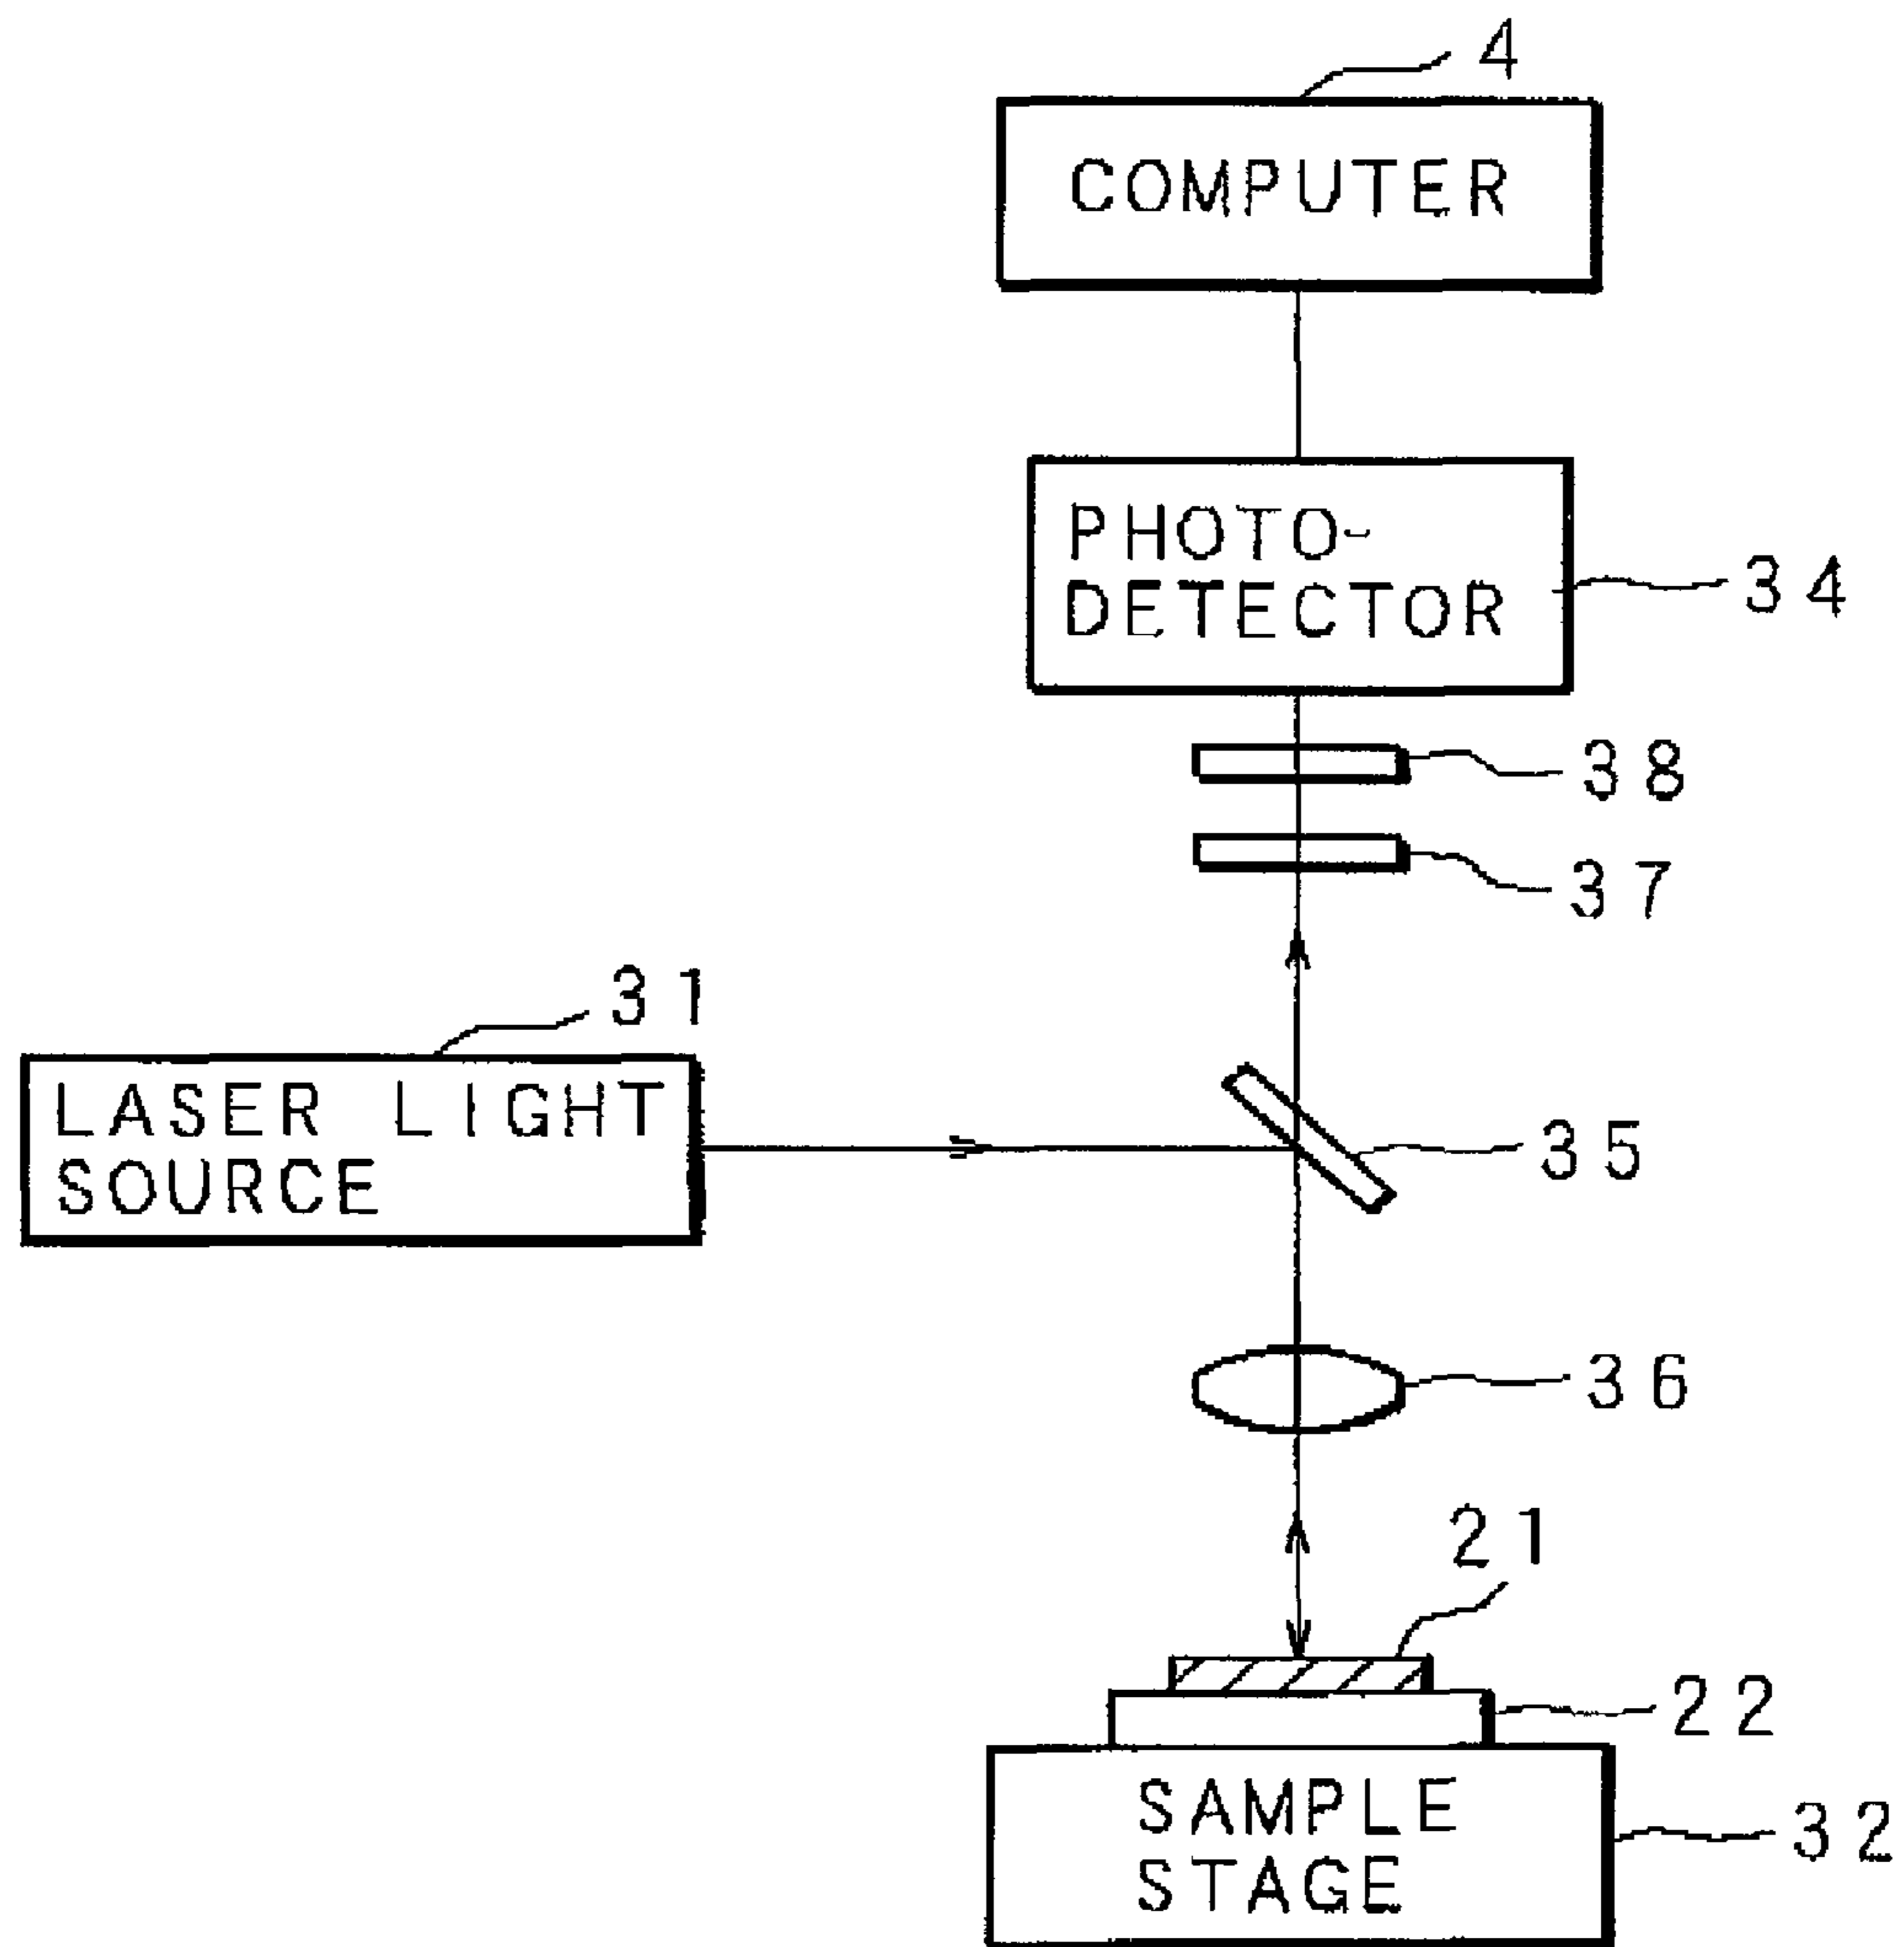 4
COMPUTER
PHOTO-
DETECTOR
34
38
37
31
LASER LIGHT
SOURCE
35
36
21
22
SAMPLE
STAGE
32